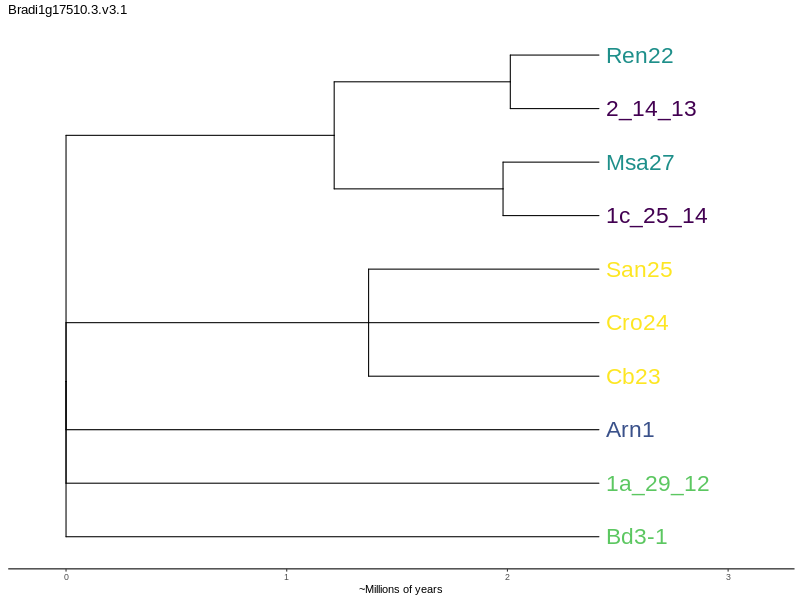 Bradi1g17510.3.v3.1
Ren22
2_14_13
Msa27
1c_25_14
San25
Cro24
Cb23
Arn1
1a_29_12
Bd3-1
0 1 2 3
~Millions of years